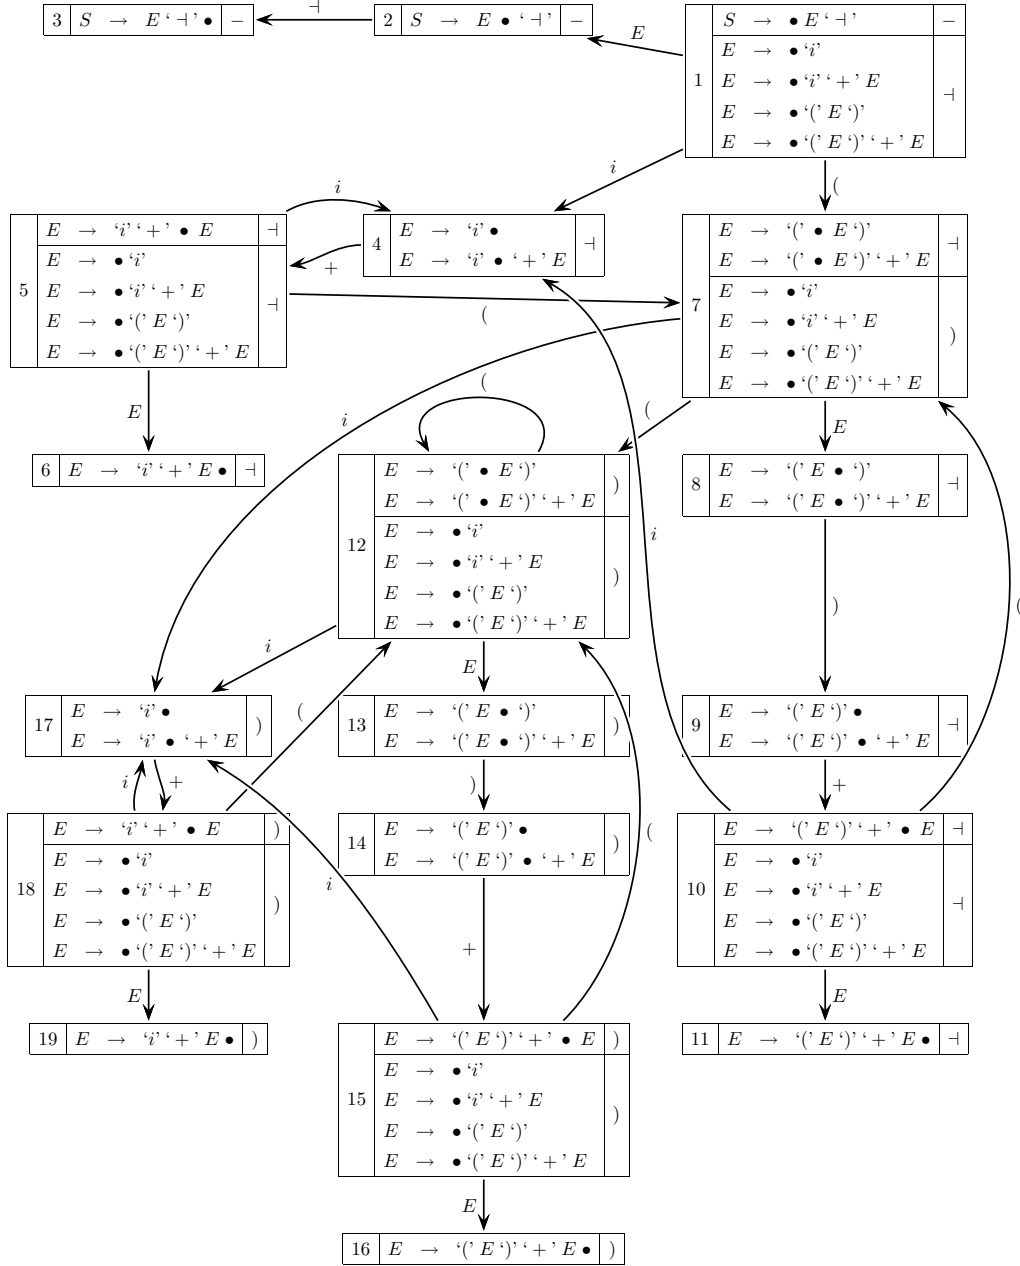 3 S → E ‘⊣’ • −
⊣
2 S → E • ‘⊣’ −
E
1
S → • E ‘⊣’ −
E → • ‘i’
E → • ‘i’ ‘+’ E
E → • ‘(’ E ‘)’
E → • ‘(’ E ‘)’ ‘+’ E
⊣
i
(
i
5
E → ‘i’ ‘+’ • E ⊣
E → • ‘i’
E → • ‘i’ ‘+’ E
E → • ‘(’ E ‘)’
E → • ‘(’ E ‘)’ ‘+’ E
⊣
4
E → ‘i’ •
E → ‘i’ • ‘+’ E
⊣
+
(
7
E → ‘(’ • E ‘)’
E → ‘(’ • E ‘)’ ‘+’ E
⊣
E → • ‘i’
E → • ‘i’ ‘+’ E
E → • ‘(’ E ‘)’
E → • ‘(’ E ‘)’ ‘+’ E
)
E
i
(
(
E
6 E → ‘i’ ‘+’ E • ⊣
12
E → ‘(’ • E ‘)’
E → ‘(’ • E ‘)’ ‘+’ E
)
E → • ‘i’
E → • ‘i’ ‘+’ E
E → • ‘(’ E ‘)’
E → • ‘(’ E ‘)’ ‘+’ E
)
8
E → ‘(’ E • ‘)’
E → ‘(’ E • ‘)’ ‘+’ E
⊣
i
)
(
i
E
(
17
E → ‘i’ •
E → ‘i’ • ‘+’ E
)
13
E → ‘(’ E • ‘)’
E → ‘(’ E • ‘)’ ‘+’ E
)
9
E → ‘(’ E ‘)’ •
E → ‘(’ E ‘)’ • ‘+’ E
⊣
i
+
)
+
18
E → ‘i’ ‘+’ • E )
E → • ‘i’
E → • ‘i’ ‘+’ E
E → • ‘(’ E ‘)’
E → • ‘(’ E ‘)’ ‘+’ E
)
14
E → ‘(’ E ‘)’ •
E → ‘(’ E ‘)’ • ‘+’ E
)
10
E → ‘(’ E ‘)’ ‘+’ • E ⊣
E → • ‘i’
E → • ‘i’ ‘+’ E
E → • ‘(’ E ‘)’
E → • ‘(’ E ‘)’ ‘+’ E
⊣
(
i
+
E
E
19 E → ‘i’ ‘+’ E • )
15
E → ‘(’ E ‘)’ ‘+’ • E )
E → • ‘i’
E → • ‘i’ ‘+’ E
E → • ‘(’ E ‘)’
E → • ‘(’ E ‘)’ ‘+’ E
)
11 E → ‘(’ E ‘)’ ‘+’ E • ⊣
E
16 E → ‘(’ E ‘)’ ‘+’ E • )